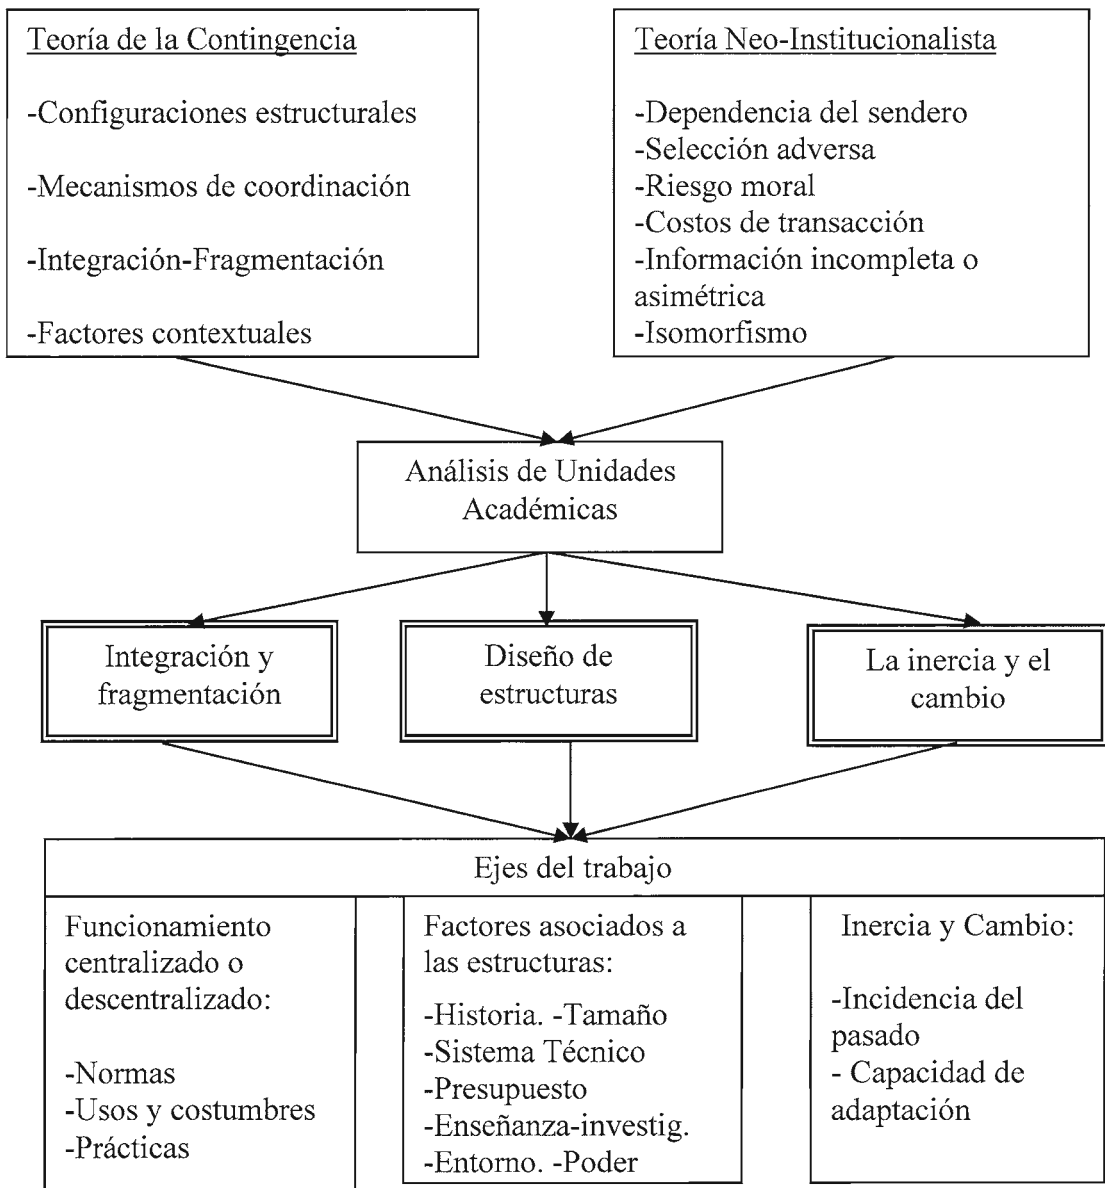 Teoría de la Contingencia
-Configuraciones estructurales
-Mecanismos de coordinación
-Integración-Fragmentación
-Factores contextuales
Teoría Neo-Institucionalista
-Dependencia del sendero
-Selección adversa
-Riesgo moral
-Costos de transacción
-Información incompleta o
asimétrica
-Isomorfismo
Análisis de Unidades
Académicas
Integración y
fragmentación
Diseño de
estructuras
La inercia y el
cambio
Ejes del trabajo
Funcionamiento
centralizado o
descentralizado:
-Normas
-Usos y costumbres
-Prácticas
Factores asociados a
las estructuras:
-Historia. -Tamaño
-Sistema Técnico
-Presupuesto
-Enseñanza-investig.
-Entorno. -Poder
Inercia y Cambio:
-Incidencia del
pasado
- Capacidad de
adaptación